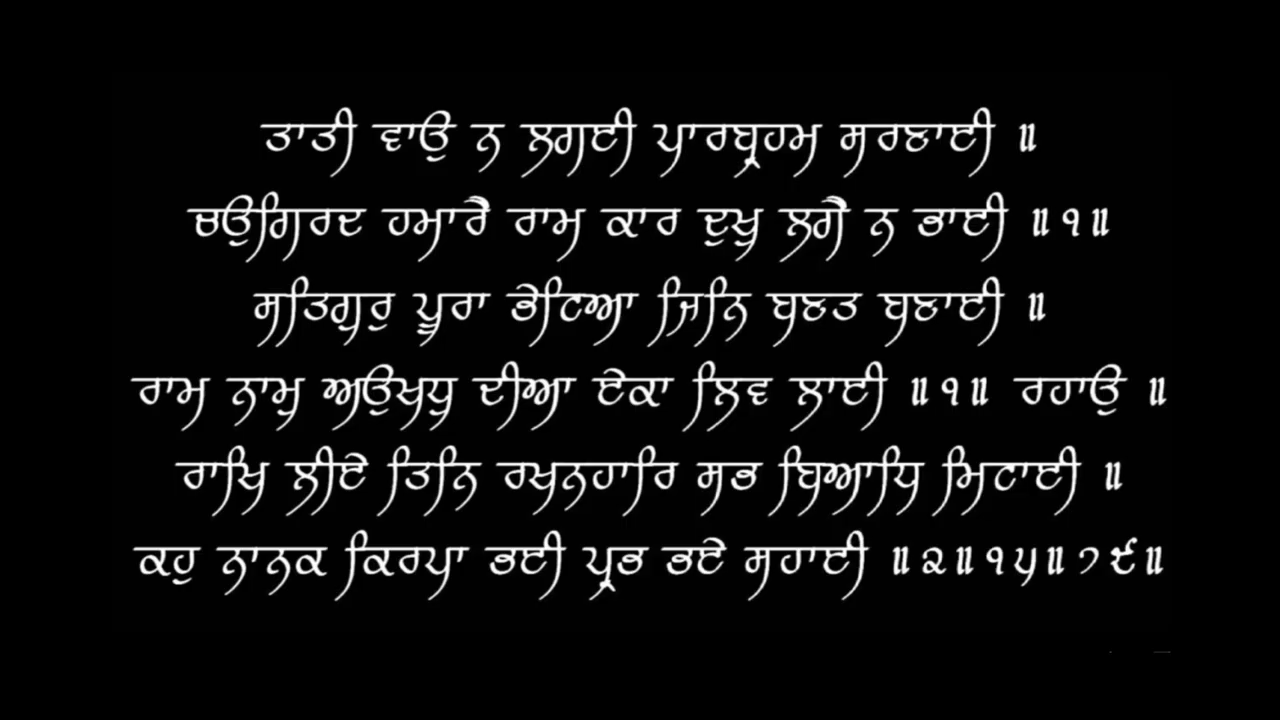 ਤਾਤੀ ਵਾਉ ਨ ਲਗਈ ਪਾਰਬ੍ਰਹਮ ਸਰਣਾਈ ॥
ਚਉਗਿਰਦ ਹਮਾਰੈ ਰਾਮ ਕਾਰ ਦੁਖੁ ਲਗੈ ਨ ਭਾਈ ॥੧॥
ਸਤਿਗੁਰੁ ਪੂਰਾ ਭੇਟਿਆ ਜਿਨਿ ਬਣਤ ਬਣਾਈ ॥
ਰਾਮ ਨਾਮੁ ਅਉਖਧੁ ਦੀਆ ਏਕਾ ਲਿਵ ਲਾਈ ॥੧॥ ਰਹਾਉ ॥
ਰਾਖਿ ਲੀਏ ਤਿਨਿ ਰਖਨਹਾਰਿ ਸਭ ਬਿਆਧਿ ਮਿਟਾਈ ॥
ਕਹੁ ਨਾਨਕ ਕਿਰਪਾ ਭਈ ਪ੍ਰਭ ਭਏ ਸਹਾਈ ॥੨॥੧੫॥੭੯॥